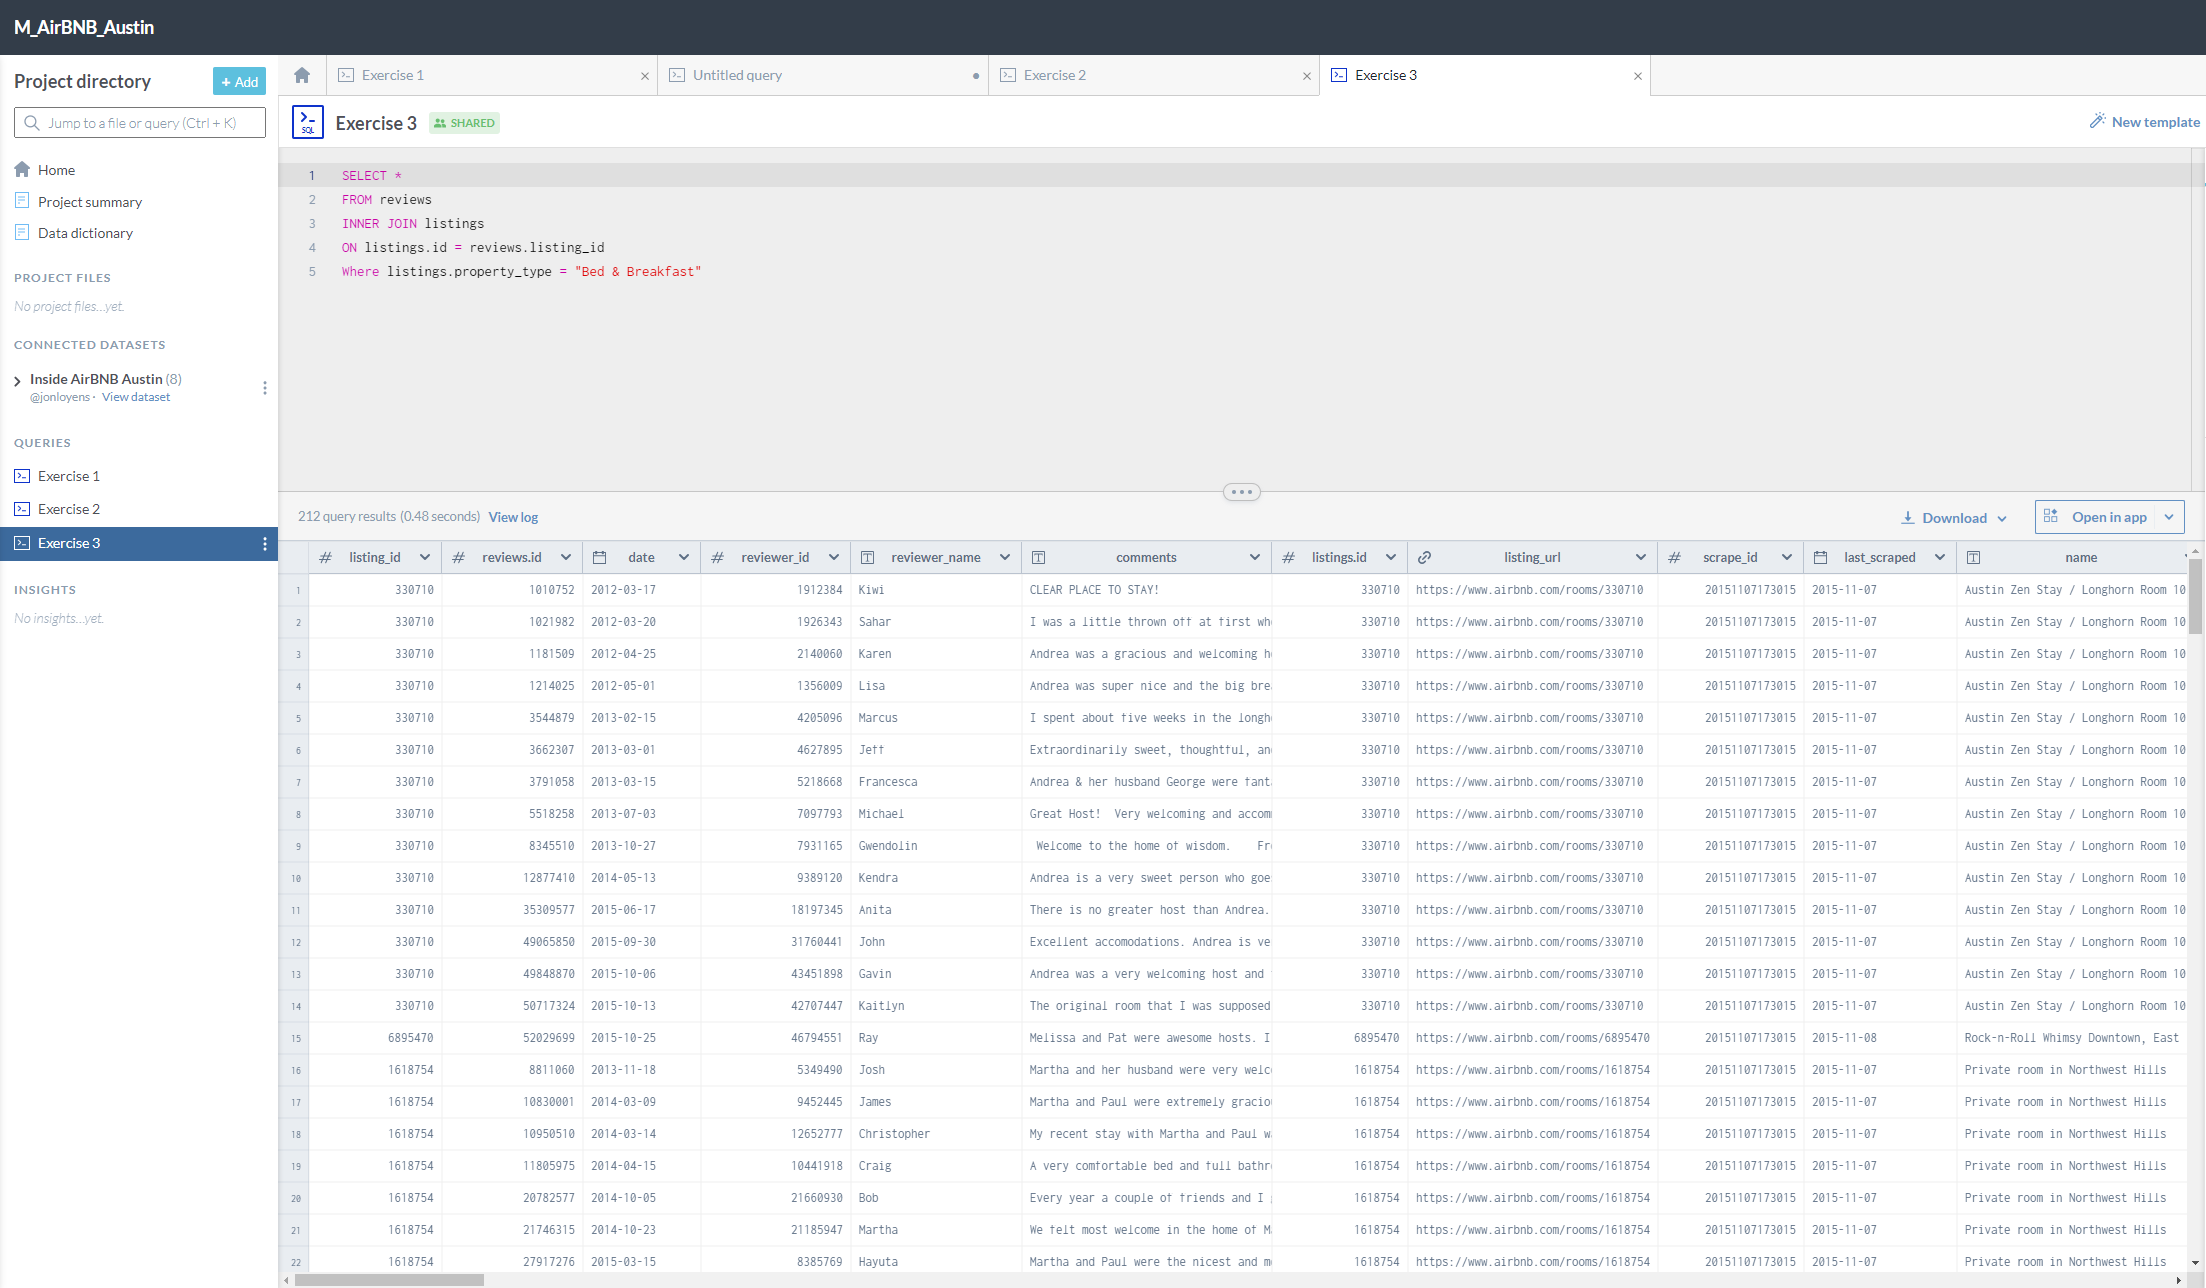 M_AirBNB_Austin
Project directory
+ Add
Jump to a file or query (Ctrl + K)
Home
Project summary
Data dictionary
PROJECT FILES
No project files...yet.
CONNECTED DATASETS
Inside AirBNB Austin (8)
@jonloyens · View dataset
QUERIES
Exercise 1
Exercise 2
Exercise 3
INSIGHTS
No insights...yet.
Exercise 1 Untitled query Exercise 2 Exercise 3
SQL Exercise 3 SHARED New template
1 SELECT *
2 FROM reviews
3 INNER JOIN listings
4 ON listings.id = reviews.listing_id
5 Where listings.property_type = "Bed & Breakfast"
212 query results (0.48 seconds) View log Download Open in app
# listing_id # reviews.id date # reviewer_id T reviewer_name T comments # listings.id listing_url # scrape_id last_scraped T name
1 330710 1010752 2012-03-17 1912384 Kiwi CLEAR PLACE TO STAY! 330710 https://www.airbnb.com/rooms/330710 20151107173015 2015-11-07 Austin Zen Stay / Longhorn Room 10
2 330710 1021982 2012-03-20 1926343 Sahar I was a little thrown off at first 330710 https://www.airbnb.com/rooms/330710 20151107173015 2015-11-07 Austin Zen Stay / Longhorn Room 10
3 330710 1181509 2012-04-25 2140060 Karen Andrea was a gracious and welcoming 330710 https://www.airbnb.com/rooms/330710 20151107173015 2015-11-07 Austin Zen Stay / Longhorn Room 10
4 330710 1214025 2012-05-01 1356009 Lisa Andrea was super nice and the big 330710 https://www.airbnb.com/rooms/330710 20151107173015 2015-11-07 Austin Zen Stay / Longhorn Room 10
5 330710 3544879 2013-02-15 4205096 Marcus I spent about five weeks in the 330710 https://www.airbnb.com/rooms/330710 20151107173015 2015-11-07 Austin Zen Stay / Longhorn Room 10
6 330710 3662307 2013-03-01 4627895 Jeff Extraordinarily sweet, thoughtful, 330710 https://www.airbnb.com/rooms/330710 20151107173015 2015-11-07 Austin Zen Stay / Longhorn Room 10
7 330710 3791058 2013-03-15 5218668 Francesca Andrea & her husband George were 330710 https://www.airbnb.com/rooms/330710 20151107173015 2015-11-07 Austin Zen Stay / Longhorn Room 10
8 330710 5518258 2013-07-03 7097793 Michael Great Host! Very welcoming and 330710 https://www.airbnb.com/rooms/330710 20151107173015 2015-11-07 Austin Zen Stay / Longhorn Room 10
9 330710 8345510 2013-10-27 7931165 Gwendolin Welcome to the home of wisdom. 330710 https://www.airbnb.com/rooms/330710 20151107173015 2015-11-07 Austin Zen Stay / Longhorn Room 10
10 330710 12877410 2014-05-13 9389120 Kendra Andrea is a very sweet person who 330710 https://www.airbnb.com/rooms/330710 20151107173015 2015-11-07 Austin Zen Stay / Longhorn Room 10
11 330710 35309577 2015-06-17 18197345 Anita There is no greater host than Andrea. 330710 https://www.airbnb.com/rooms/330710 20151107173015 2015-11-07 Austin Zen Stay / Longhorn Room 10
12 330710 49065850 2015-09-30 31760441 John Excellent accomodations. Andrea is 330710 https://www.airbnb.com/rooms/330710 20151107173015 2015-11-07 Austin Zen Stay / Longhorn Room 10
13 330710 49848870 2015-10-06 43451898 Gavin Andrea was a very welcoming host and 330710 https://www.airbnb.com/rooms/330710 20151107173015 2015-11-07 Austin Zen Stay / Longhorn Room 10
14 330710 50717324 2015-10-13 42707447 Kaitlyn The original room that I was supposed 330710 https://www.airbnb.com/rooms/330710 20151107173015 2015-11-07 Austin Zen Stay / Longhorn Room 10
15 6895470 52029699 2015-10-25 46794551 Ray Melissa and Pat were awesome hosts. I 6895470 https://www.airbnb.com/rooms/6895470 20151107173015 2015-11-08 Rock-n-Roll Whimsy Downtown, East
16 1618754 8811060 2013-11-18 5349490 Josh Martha and her husband were very 1618754 https://www.airbnb.com/rooms/1618754 20151107173015 2015-11-07 Private room in Northwest Hills
17 1618754 10830001 2014-03-09 9452445 James Martha and Paul were extremely 1618754 https://www.airbnb.com/rooms/1618754 20151107173015 2015-11-07 Private room in Northwest Hills
18 1618754 10950510 2014-03-14 12652777 Christopher My recent stay with Martha and Paul 1618754 https://www.airbnb.com/rooms/1618754 20151107173015 2015-11-07 Private room in Northwest Hills
19 1618754 11805975 2014-04-15 10441918 Craig A very comfortable bed and full 1618754 https://www.airbnb.com/rooms/1618754 20151107173015 2015-11-07 Private room in Northwest Hills
20 1618754 20782577 2014-10-05 21660930 Bob Every year a couple of friends and I 1618754 https://www.airbnb.com/rooms/1618754 20151107173015 2015-11-07 Private room in Northwest Hills
21 1618754 21746315 2014-10-23 21185947 Martha We felt most welcome in the home of 1618754 https://www.airbnb.com/rooms/1618754 20151107173015 2015-11-07 Private room in Northwest Hills
22 1618754 27917276 2015-03-15 8385769 Hayuta Martha and Paul were the nicest and 1618754 https://www.airbnb.com/rooms/1618754 20151107173015 2015-11-07 Private room in Northwest Hills